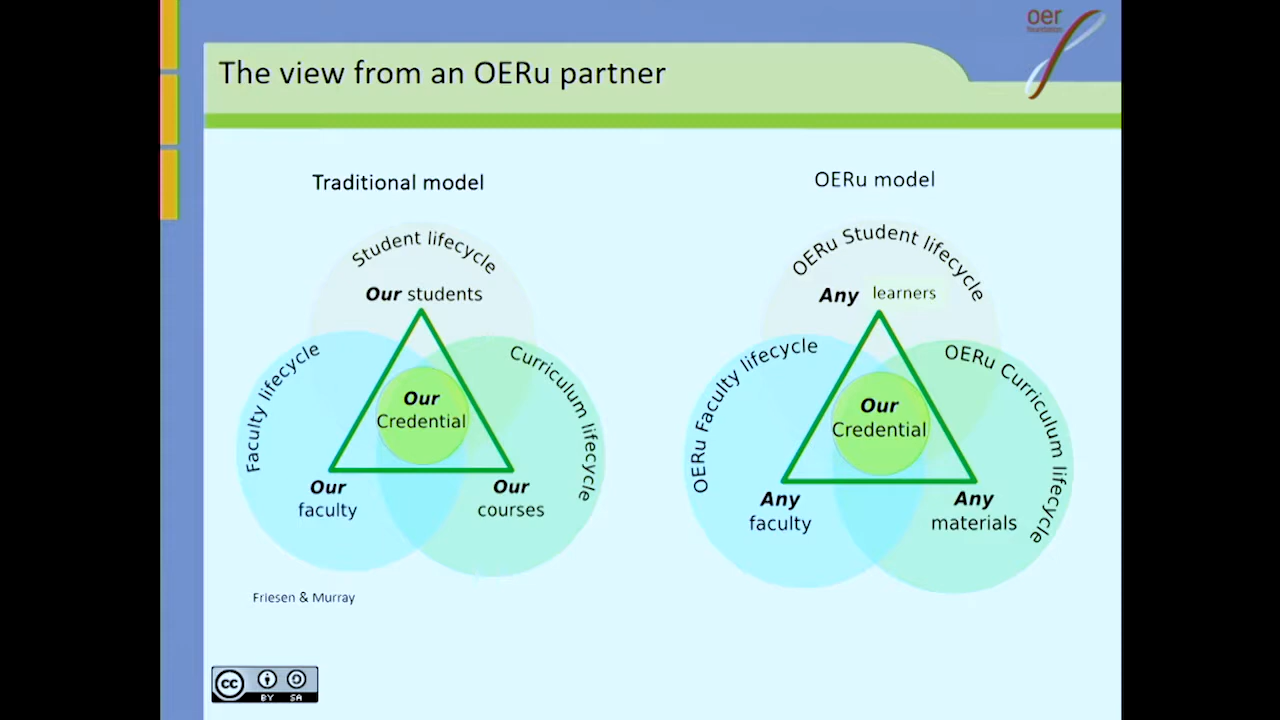 oer
foundation
The view from an OERu partner
Traditional model
Student lifecycle
Our students
Faculty lifecycle
Curriculum lifecycle
Our
Credential
Our
faculty
Our
courses
Friesen & Murray
OERu model
OERu Student lifecycle
Any learners
OERu Faculty lifecycle
OERu Curriculum lifecycle
Our
Credential
Any
faculty
Any
materials
cc
BY SA